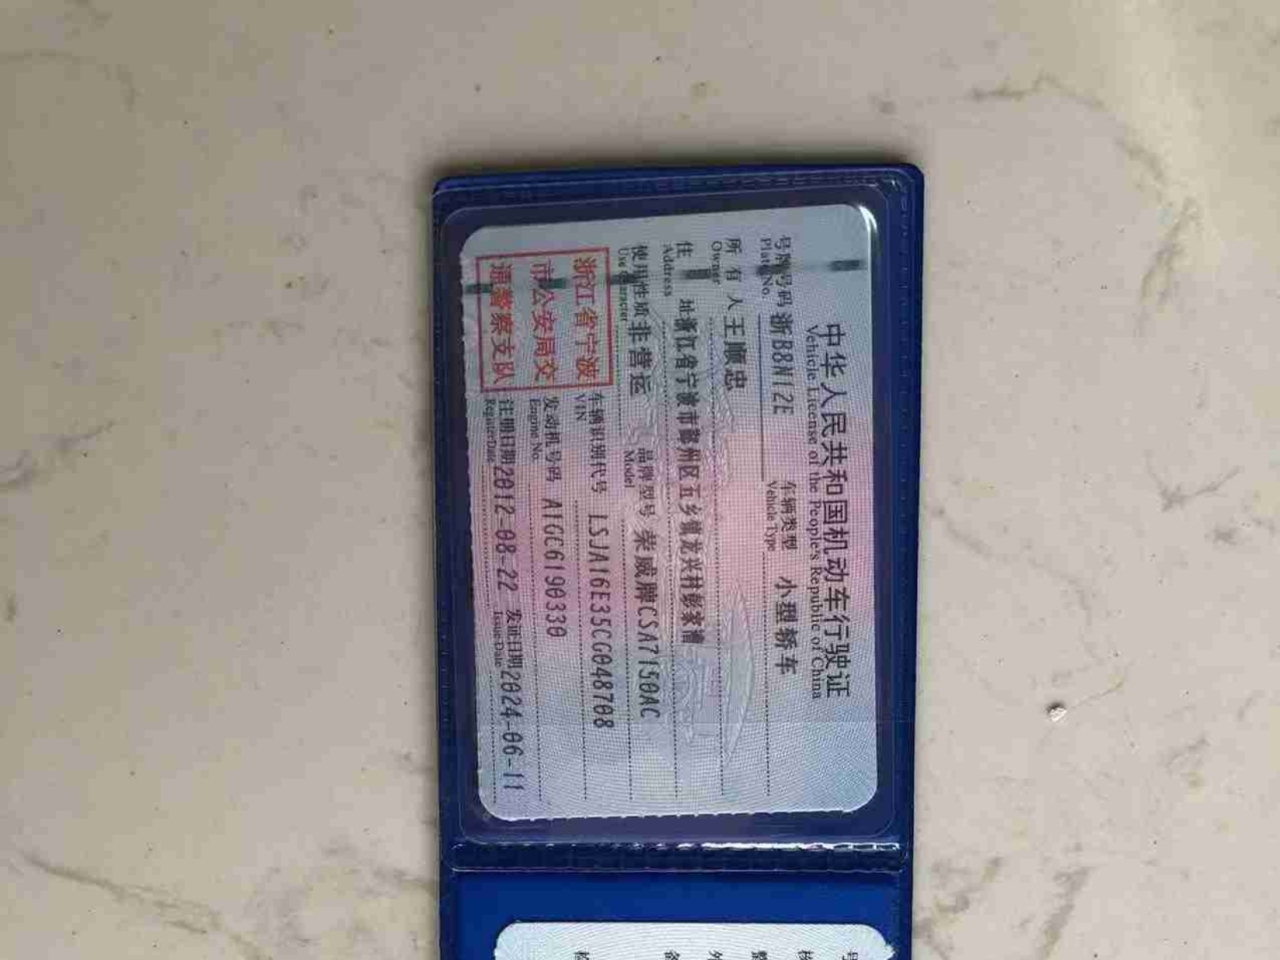 中华人民共和国机动车行驶证
Vehicle License of the People's Republic of China
号牌号码 浙B8N12E 车辆类型 小型轿车
Plate No. Vehicle Type
所有人 王顺忠
Owner
住址 浙江省宁波市鄞州区五乡镇龙兴村彭家漕
Address
使用性质 非营运 品牌型号 荣威牌CSA7150AC
Use Character Model
浙江省宁波
市公安局交
通警察支队
车辆识别代号 LSJA16E35CG048708
VIN
发动机号码 A1GC6190330
Engine No.
注册日期 2012-08-22 发证日期 2024-06-11
Register Date Issue Date